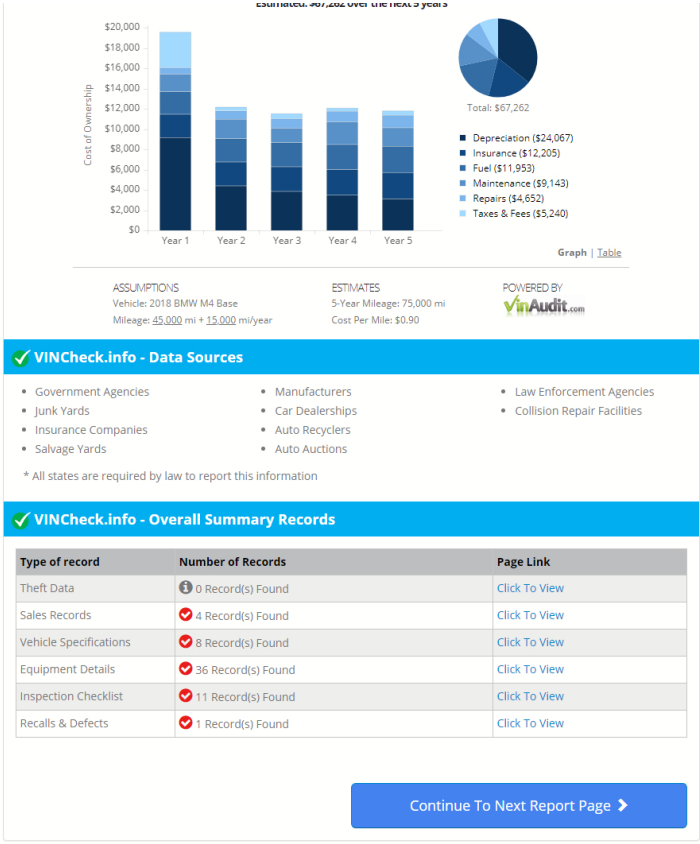 Estimated: $67,262 over the next 5 years
$20,000
$18,000
$16,000
$14,000
$12,000
$10,000
$8,000
$6,000
$4,000
$2,000
$0
Cost of Ownership
Year 1 Year 2 Year 3 Year 4 Year 5
Total: $67,262
Depreciation ($24,067)
Insurance ($12,205)
Fuel ($11,953)
Maintenance ($9,143)
Repairs ($4,652)
Taxes & Fees ($5,240)
Graph | Table
ASSUMPTIONS
Vehicle: 2018 BMW M4 Base
Mileage: 45,000 mi + 15,000 mi/year
ESTIMATES
5-Year Mileage: 75,000 mi
Cost Per Mile: $0.90
POWERED BY
VinAudit.com
VINCheck.info - Data Sources
Government Agencies
Junk Yards
Insurance Companies
Salvage Yards
Manufacturers
Car Dealerships
Auto Recyclers
Auto Auctions
Law Enforcement Agencies
Collision Repair Facilities
* All states are required by law to report this information
VINCheck.info - Overall Summary Records
Type of record Number of Records Page Link
Theft Data 0 Record(s) Found Click To View
Sales Records 4 Record(s) Found Click To View
Vehicle Specifications 8 Record(s) Found Click To View
Equipment Details 36 Record(s) Found Click To View
Inspection Checklist 11 Record(s) Found Click To View
Recalls & Defects 1 Record(s) Found Click To View
Continue To Next Report Page